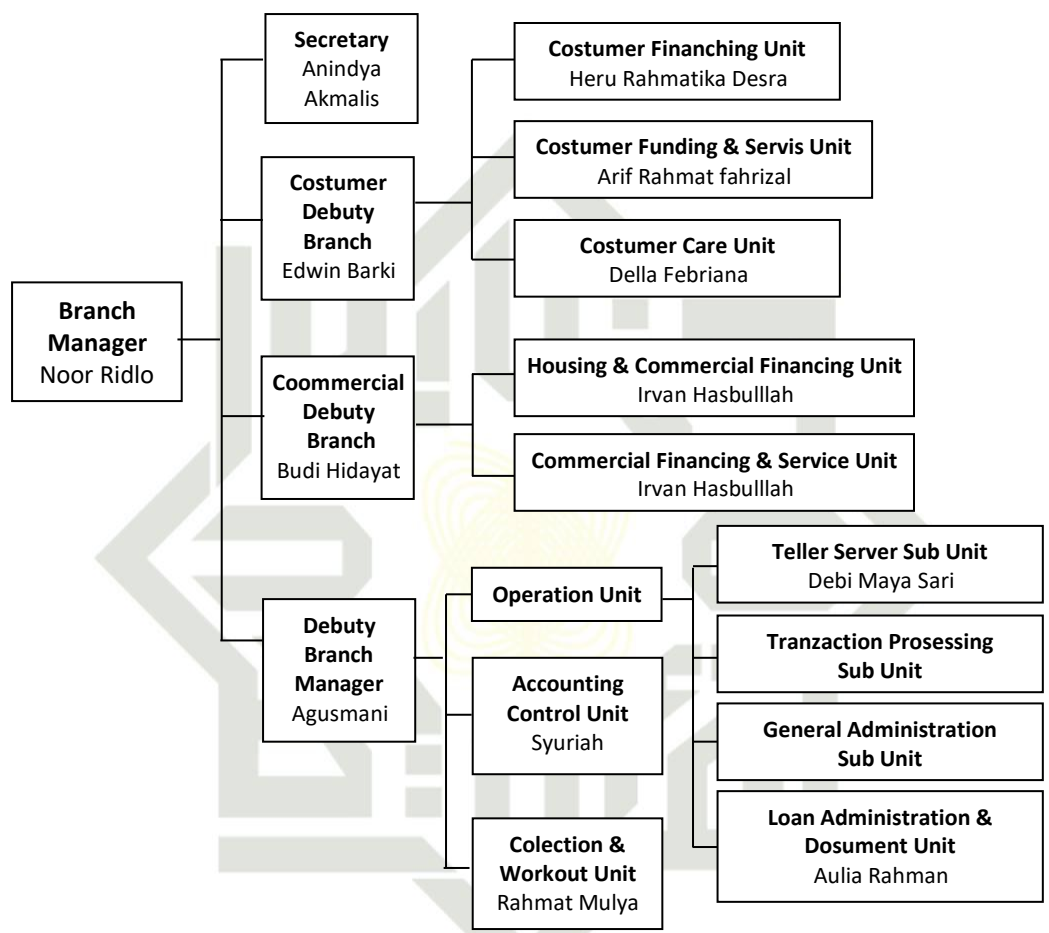 Secretary
Anindya
Akmalis
Costumer Finanching Unit
Heru Rahmatika Desra
Costumer Funding & Servis Unit
Arif Rahmat fahrizal
Costumer
Debuty
Branch
Edwin Barki
Costumer Care Unit
Della Febriana
Branch
Manager
Noor Ridlo
Coommercial
Debuty
Branch
Budi Hidayat
Housing & Commercial Financing Unit
Irvan Hasbulllah
Commercial Financing & Service Unit
Irvan Hasbulllah
Debuty
Branch
Manager
Agusmani
Operation Unit
Teller Server Sub Unit
Debi Maya Sari
Tranzaction Prosessing
Sub Unit
General Administration
Sub Unit
Loan Administration &
Dosument Unit
Aulia Rahman
Accounting
Control Unit
Syuriah
Colection &
Workout Unit
Rahmat Mulya